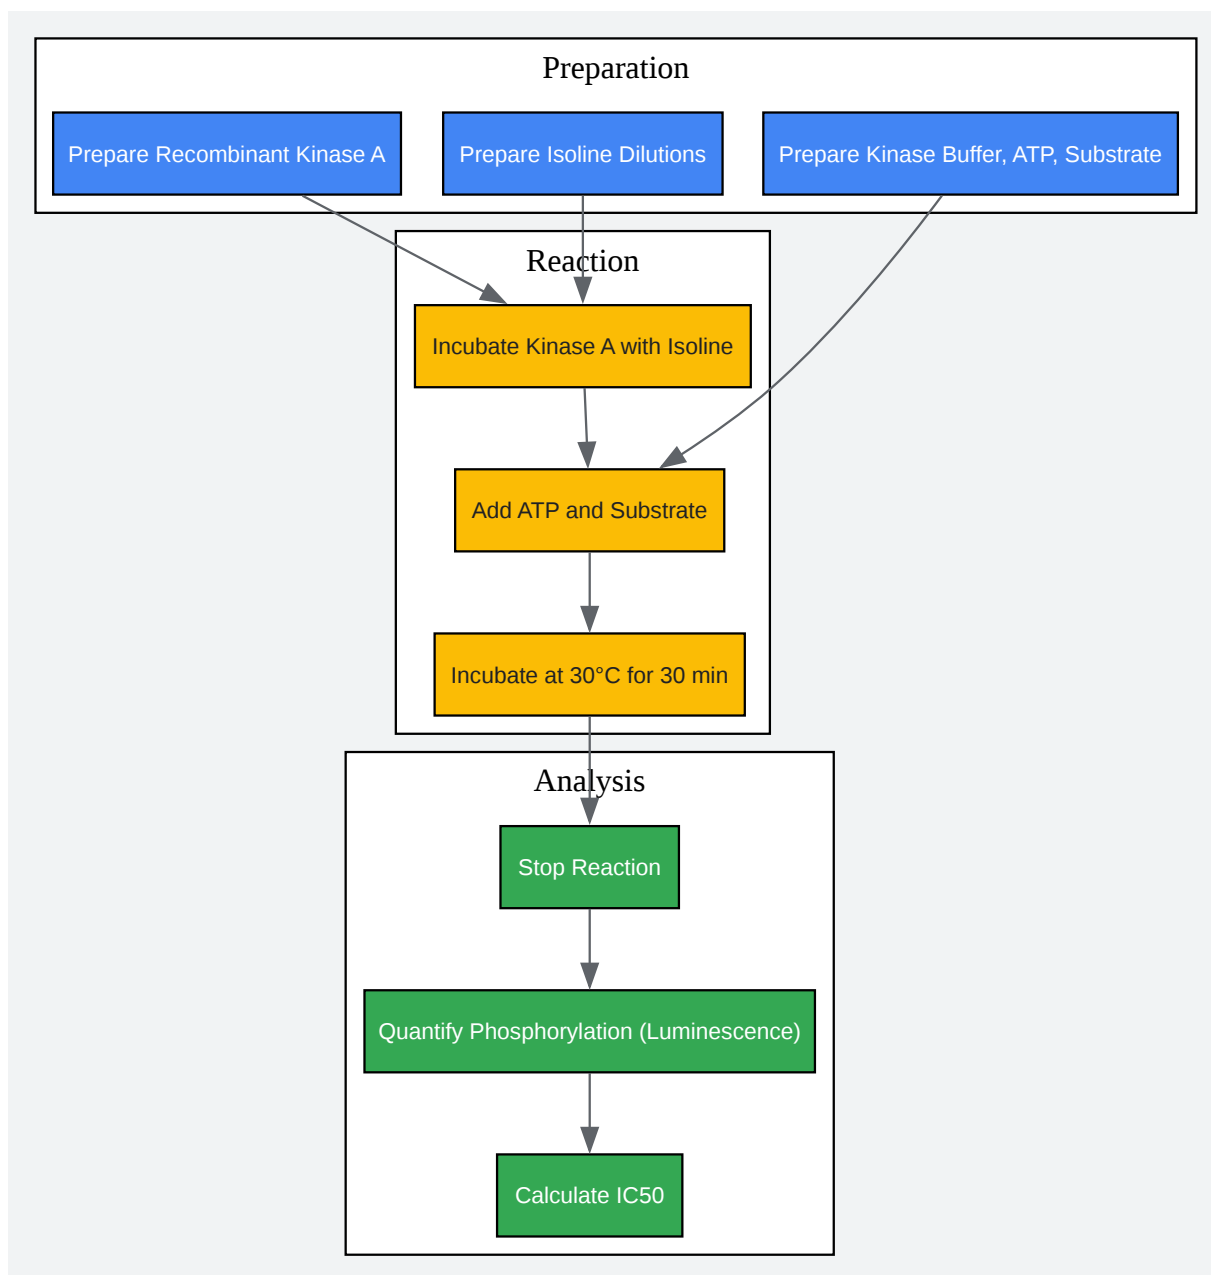 Preparation
Prepare Recombinant Kinase A
Prepare Isoline Dilutions
Prepare Kinase Buffer, ATP, Substrate
Reaction
Incubate Kinase A with Isoline
Add ATP and Substrate
Incubate at 30°C for 30 min
Analysis
Stop Reaction
Quantify Phosphorylation (Luminescence)
Calculate IC50